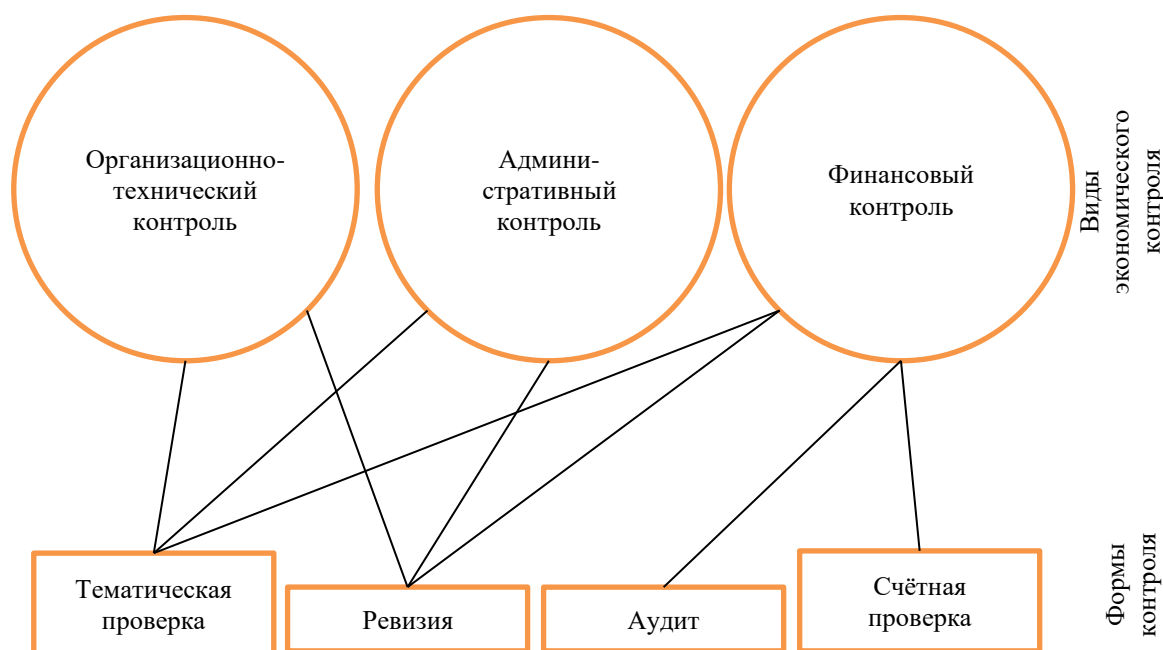 Организационно-
технический
контроль
Админи-
стративный
контроль
Финансовый
контроль
Виды
экономического
контроля
Тематическая
проверка
Ревизия
Аудит
Счётная
проверка
Формы
контроля